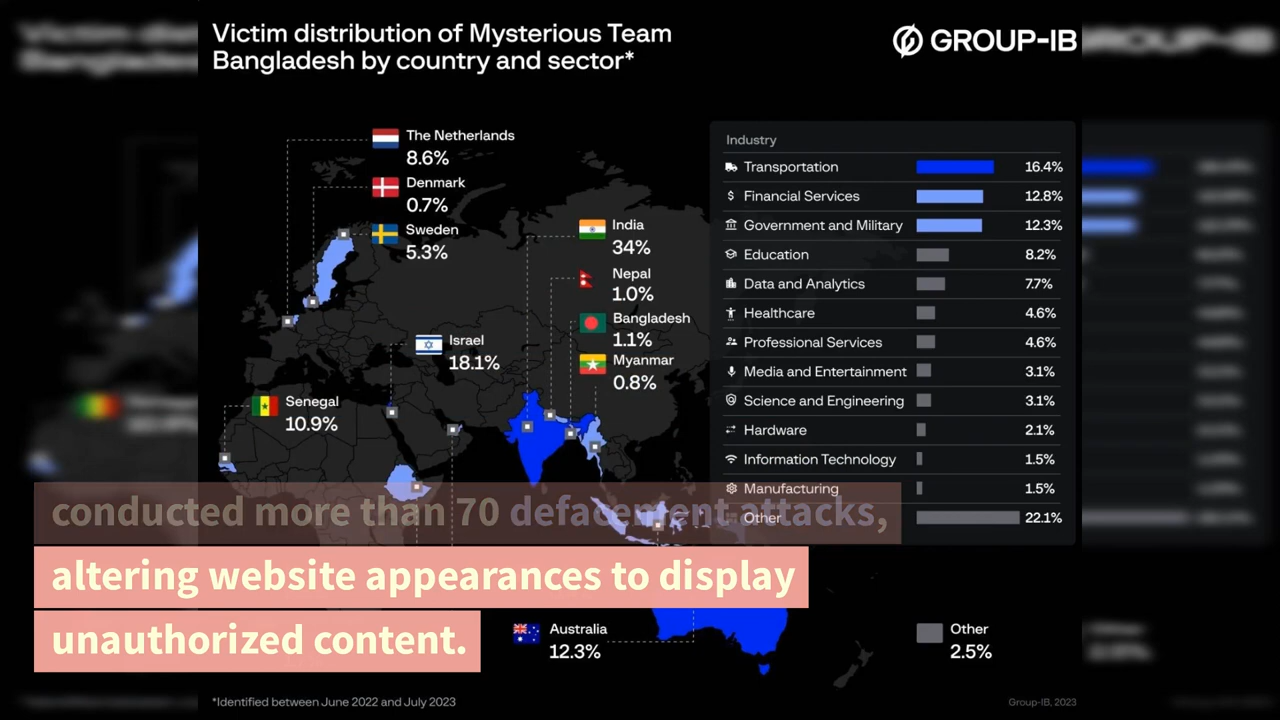 Victim distribution of Mysterious Team
Bangladesh by country and sector*
GROUP-IB
The Netherlands
8.6%
Denmark
0.7%
Sweden
5.3%
India
34%
Nepal
1.0%
Bangladesh
1.1%
Myanmar
0.8%
Israel
18.1%
Senegal
10.9%
Industry
Transportation 16.4%
Financial Services 12.8%
Government and Military 12.3%
Education 8.2%
Data and Analytics 7.7%
Healthcare 4.6%
Professional Services 4.6%
Media and Entertainment 3.1%
Science and Engineering 3.1%
Hardware 2.1%
Information Technology 1.5%
Manufacturing 1.5%
Other 22.1%
conducted more than 70 defacement attacks,
altering website appearances to display
unauthorized content.
Australia
12.3%
Other
2.5%
*Identified between June 2022 and July 2023
Group-IB, 2023